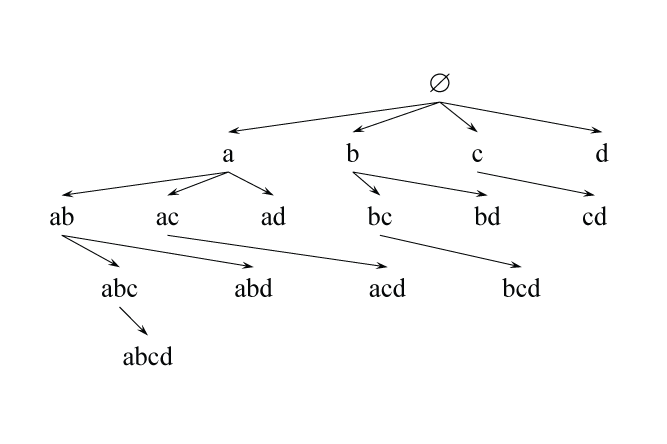 ∅
a b c d
ab ac ad bc bd cd
abc abd acd bcd
abcd